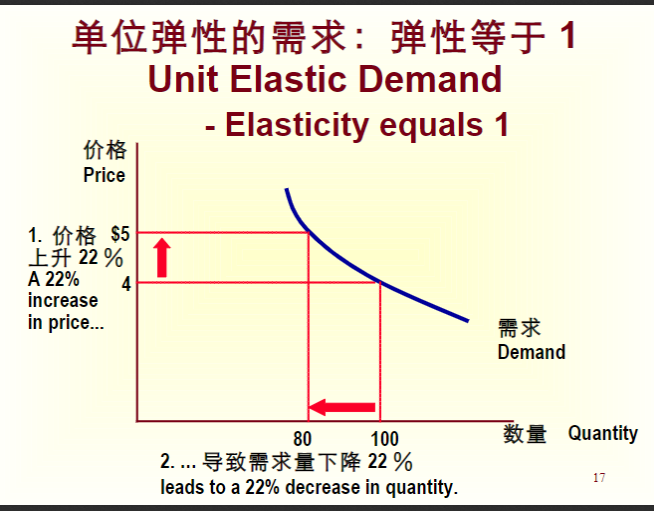 单位弹性的需求：弹性等于 1
Unit Elastic Demand
- Elasticity equals 1
价格
Price
1. 价格
上升 22 %
A 22%
increase
in price...
$5
4
需求
Demand
80
100
数量 Quantity
2. ... 导致需求量下降 22 %
leads to a 22% decrease in quantity.
17